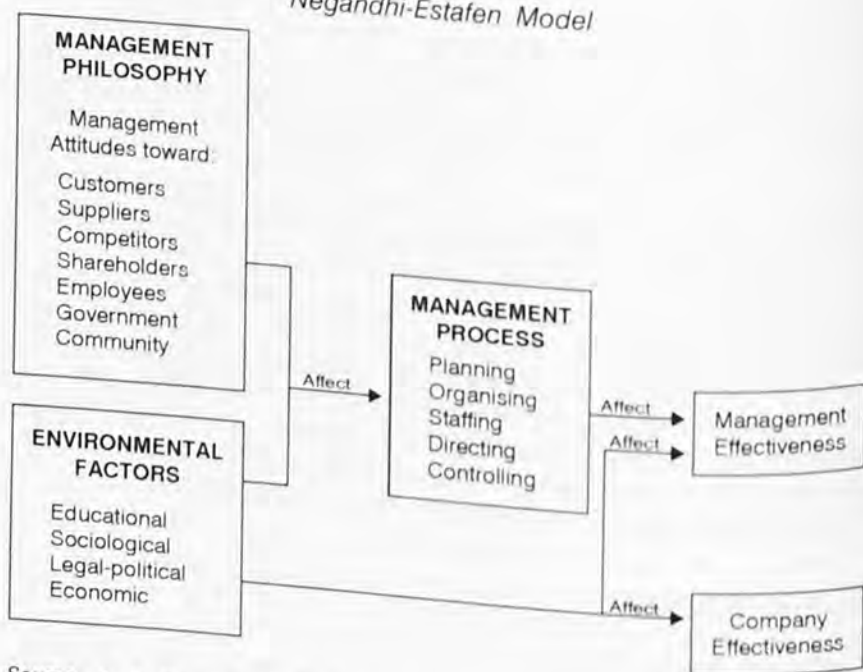 Negandhi-Estafen Model
MANAGEMENT
PHILOSOPHY
Management
Attitudes toward:
Customers
Suppliers
Competitors
Shareholders
Employees
Government
Community
Affect
MANAGEMENT
PROCESS
Planning
Organising
Staffing
Directing
Controlling
Affect
Affect
Management
Effectiveness
ENVIRONMENTAL
FACTORS
Educational
Sociological
Legal-political
Economic
Affect
Company
Effectiveness